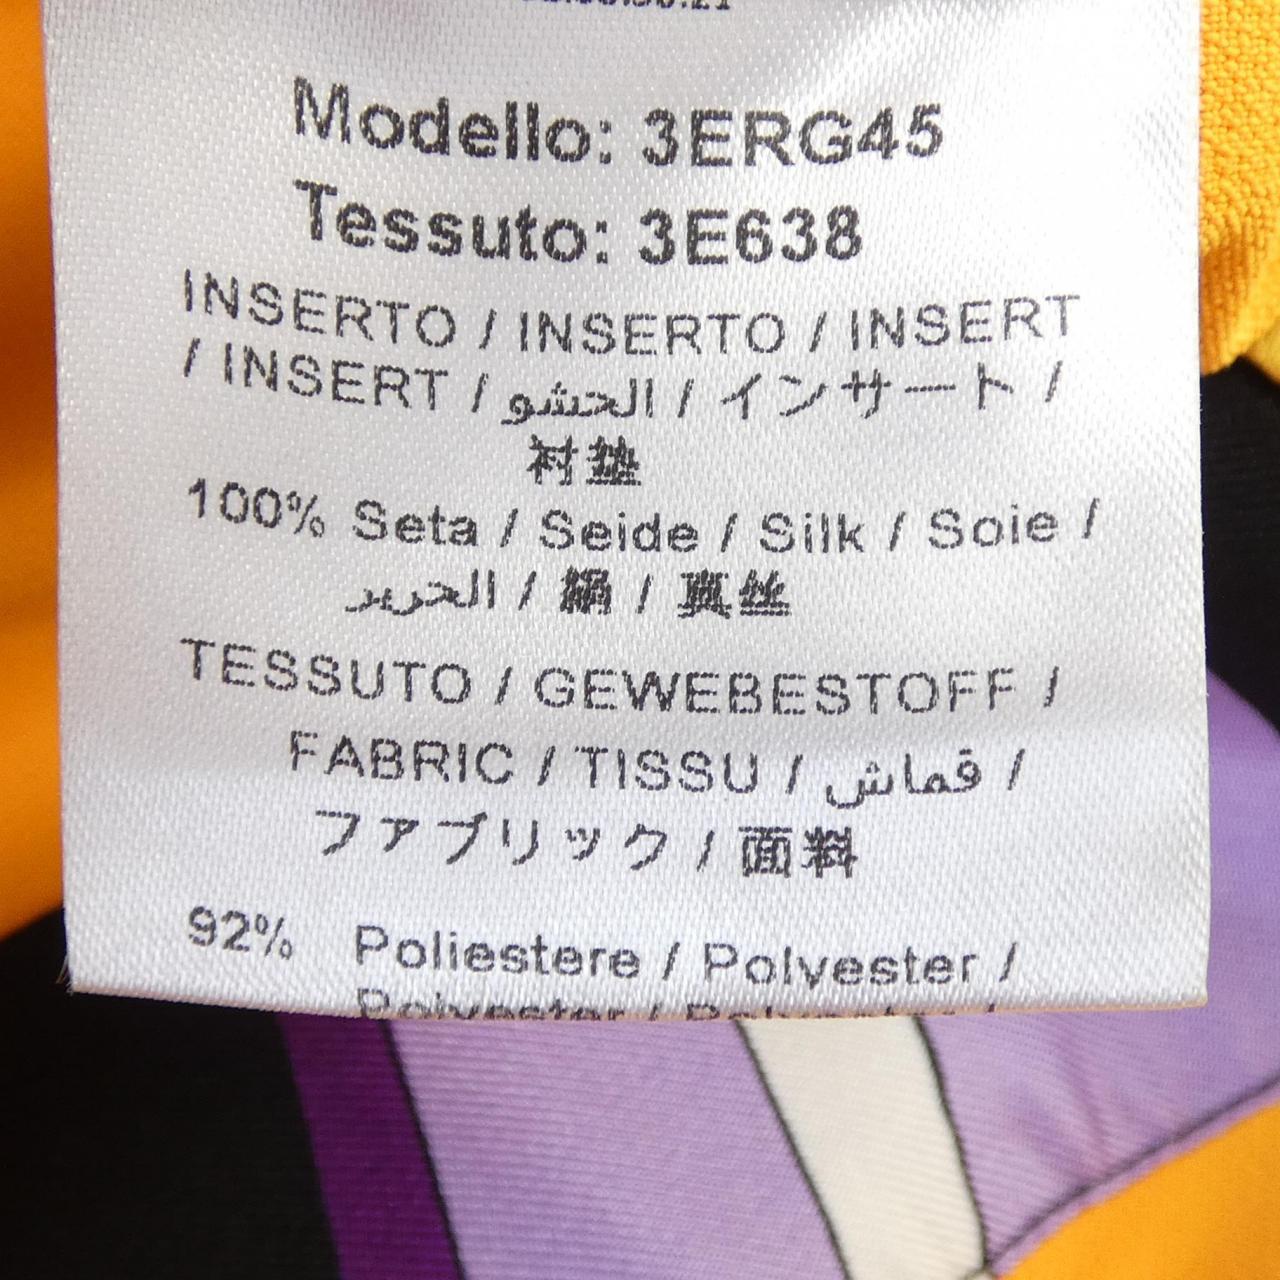 Modello: 3ERG45
Tessuto: 3E638
INSERTO / INSERTO / INSERT
/ INSERT / الحشو / インサート /
衬垫
100% Seta / Seide / Silk / Soie /
الحرير / 絹 / 真丝
TESSUTO / GEWEBESTOFF /
FABRIC / TISSU / قماش /
ファブリック / 面料
92% Poliestere / Polyester /
Polyester /